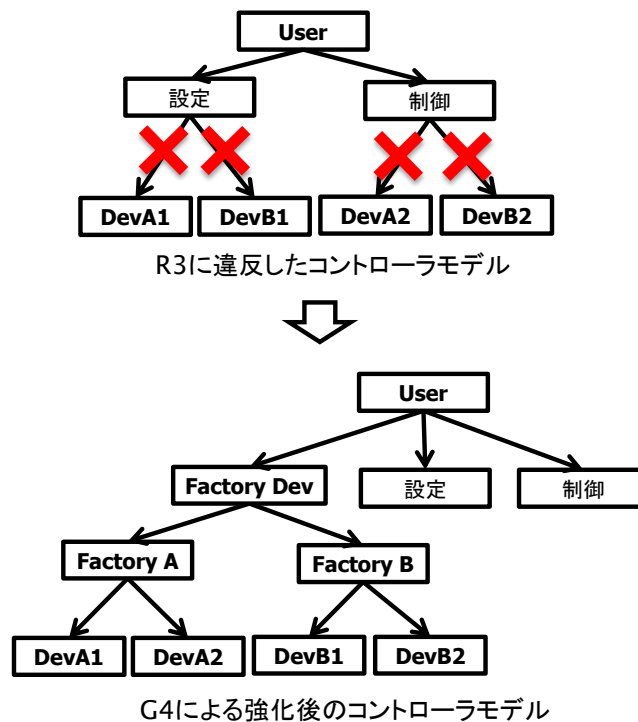 User
設定
制御
DevA1
DevB1
DevA2
DevB2
R3に違反したコントローラモデル
User
Factory Dev
設定
制御
Factory A
Factory B
DevA1
DevA2
DevB1
DevB2
G4による強化後のコントローラモデル